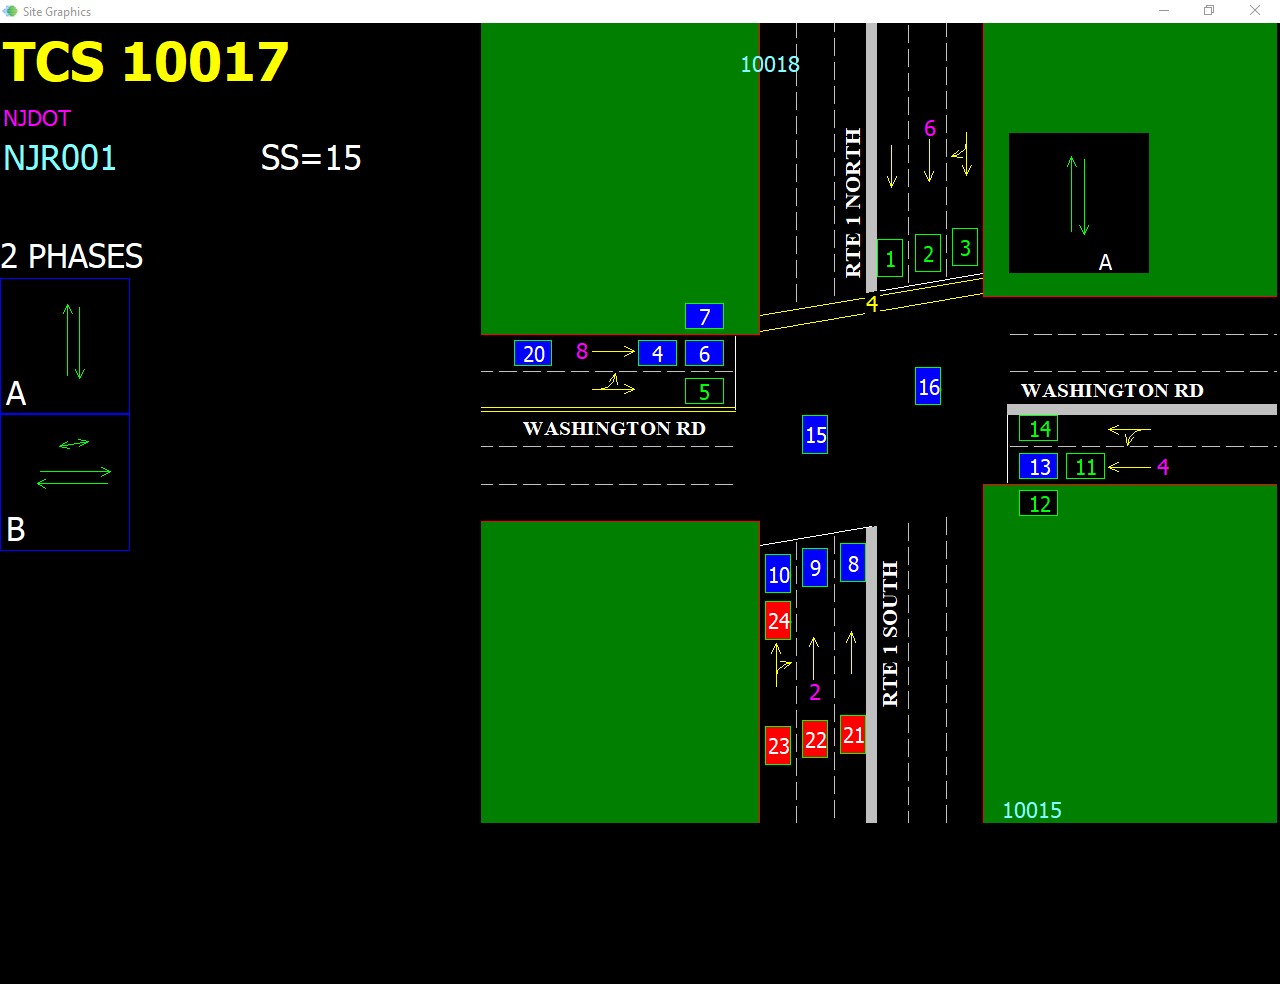 Site Graphics
TCS 10017
NJDOT
NJR001
SS=15
2 PHASES
A
B
10018
RTE 1 NORTH
6
1
2
3
A
4
7
20
8
4
6
5
WASHINGTON RD
16
15
WASHINGTON RD
14
13
11
4
12
10
9
8
24
2
23
22
21
RTE 1 SOUTH
10015